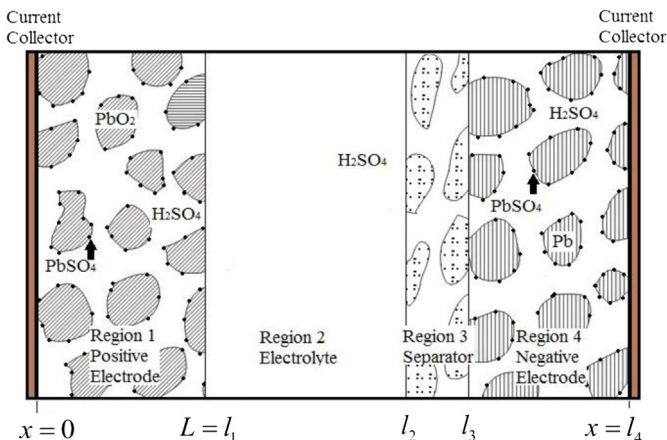 Current
Collector
Current
Collector
PbO₂
H₂SO₄
H₂SO₄
H₂SO₄
PbSO₄
PbSO₄
Pb
Region 1
Positive
Electrode
Region 2
Electrolyte
Region 3
Separator
Region 4
Negative
Electrode
x = 0
L = l₁
l₂
l₃
x = l₄